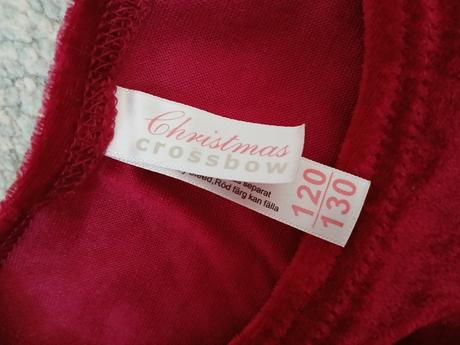 Christmas
crossbow
separat
bleed,Röd färg kan fälla
120
130